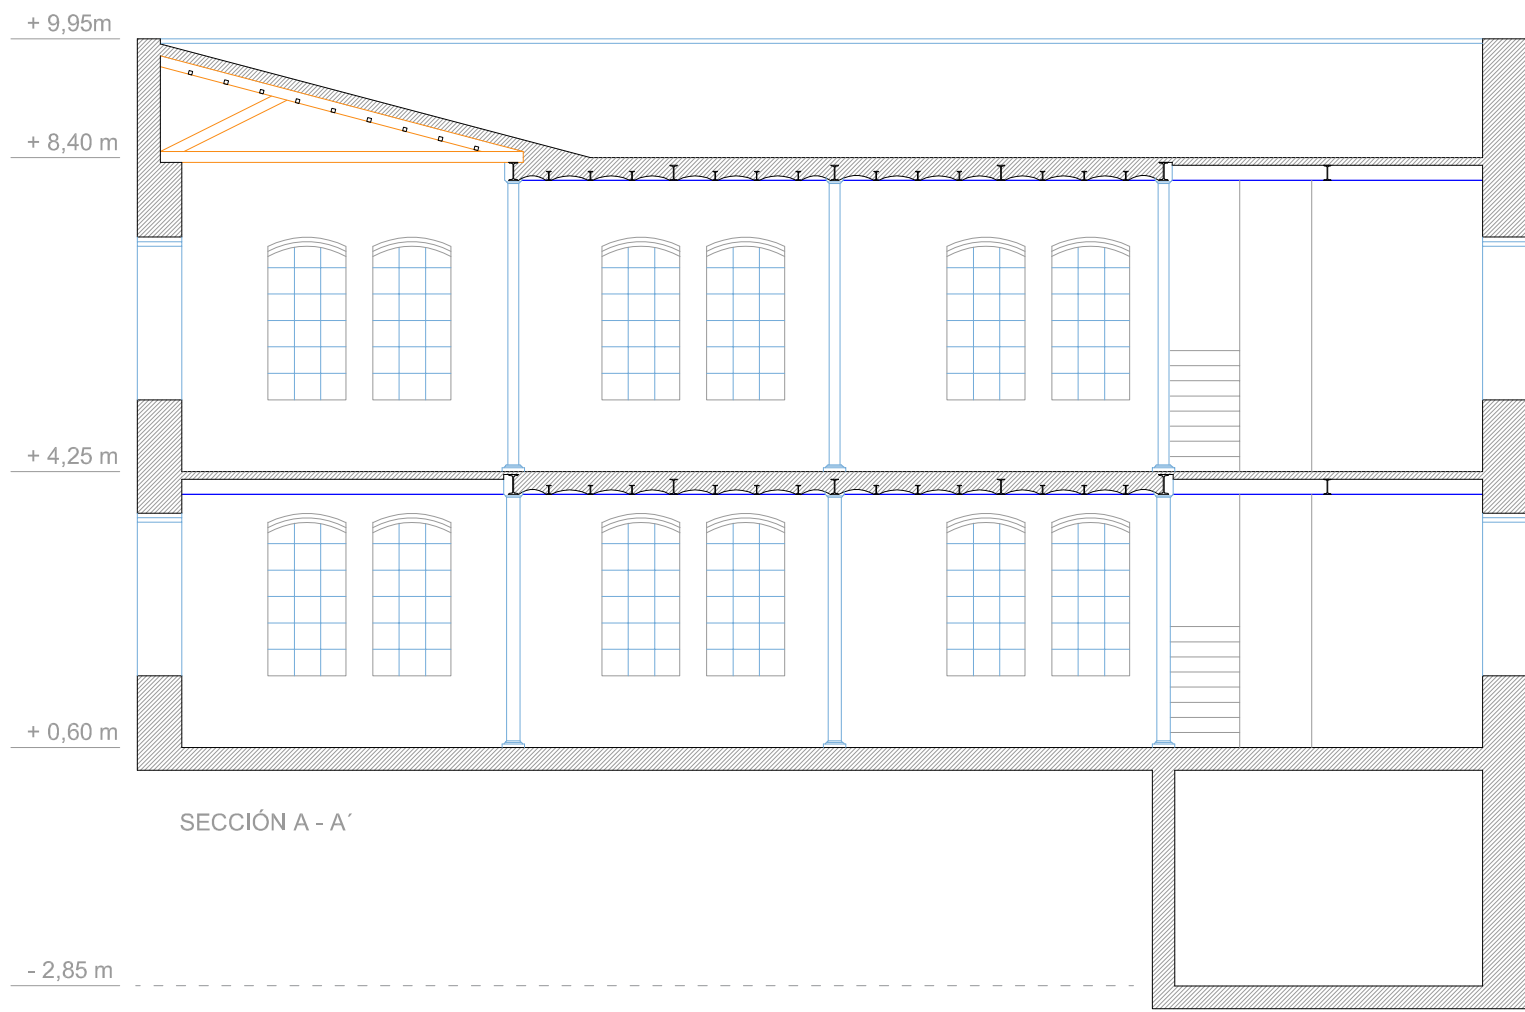 + 9,95m
+ 8,40 m
+ 4,25 m
+ 0,60 m
SECCIÓN A - A´
- 2,85 m